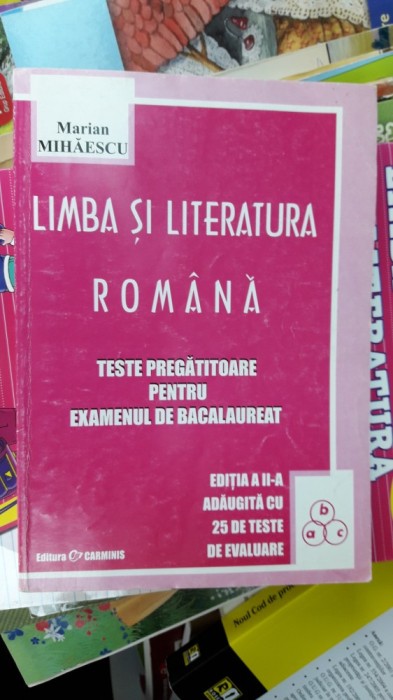 Marian
MIHĂESCU
LIMBA ȘI LITERATURA
ROMÂNĂ
TESTE PREGĂTITOARE
PENTRU
EXAMENUL DE BACALAUREAT
EDIȚIA A II-A
ADĂUGITĂ CU
25 DE TESTE
DE EVALUARE
b
a c
Editura CARMINIS
Noul Cod de